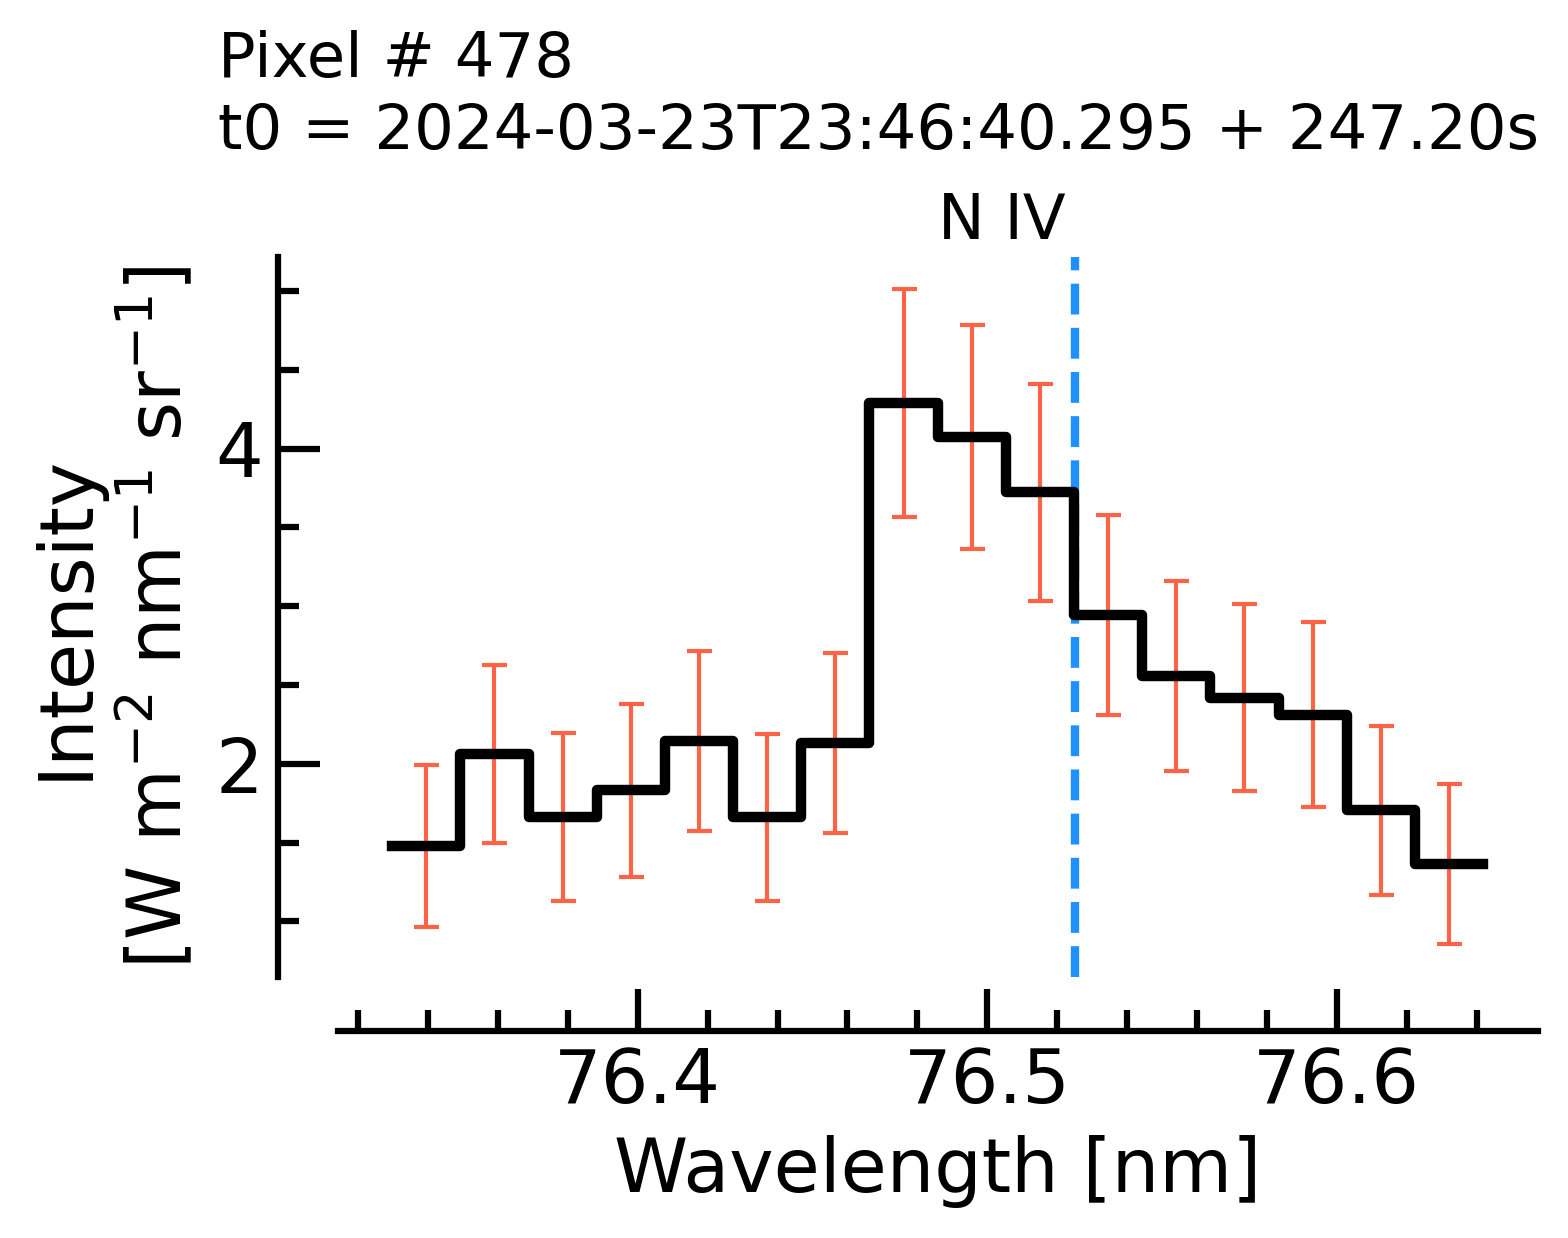 Pixel # 478
t0 = 2024-03-23T23:46:40.295 + 247.20s
N IV
Intensity
[W m⁻² nm⁻¹ sr⁻¹]
4
2
76.4 76.5 76.6
Wavelength [nm]